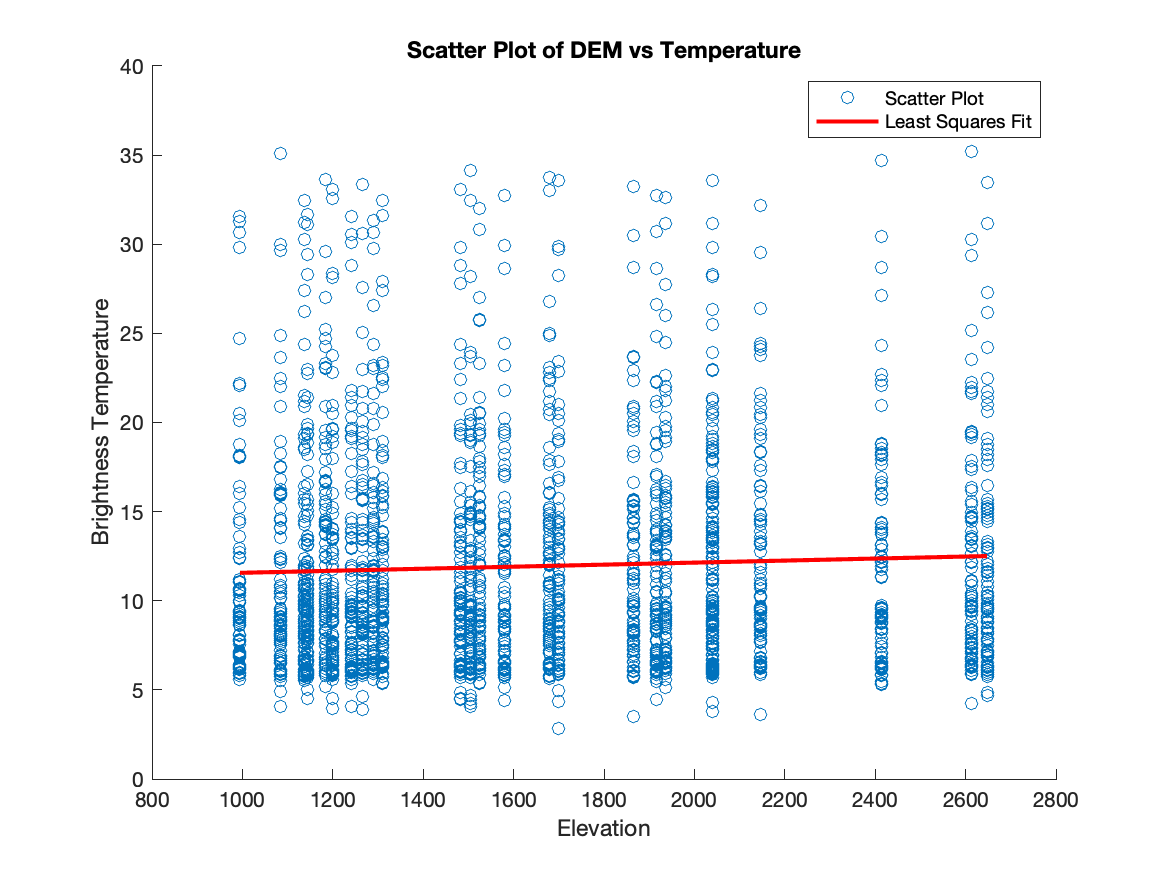 Scatter Plot of DEM vs Temperature
40
35
30
25
20
15
10
5
0
Brightness Temperature
Scatter Plot
Least Squares Fit
800 1000 1200 1400 1600 1800 2000 2200 2400 2600 2800
Elevation